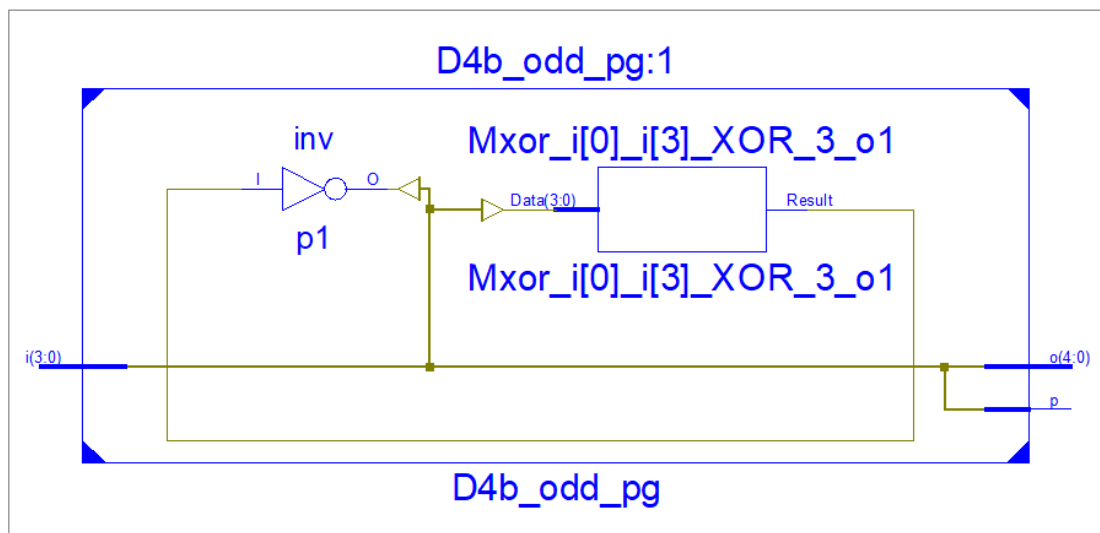 D4b_odd_pg:1
inv
Mxor_i[0]_i[3]_XOR_3_o1
I
O
Data(3:0)
Result
p1
Mxor_i[0]_i[3]_XOR_3_o1
i(3:0)
o(4:0)
p
D4b_odd_pg